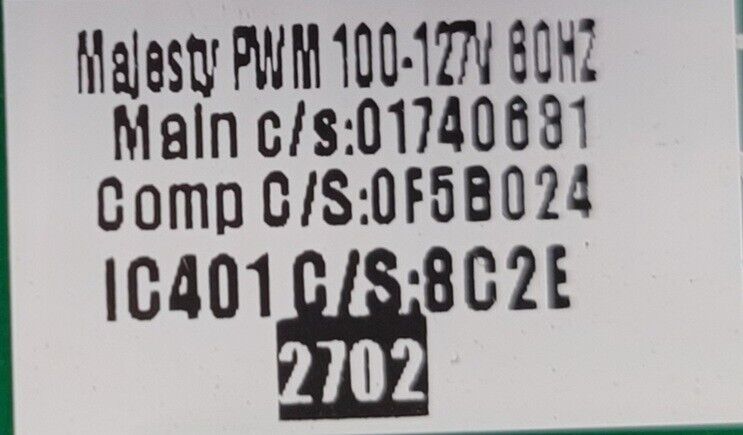 Majesty PWM 100-127V 60HZ
Main c/s:01740681
Comp C/S:0F5B024
IC401 C/S:8C2E
2702